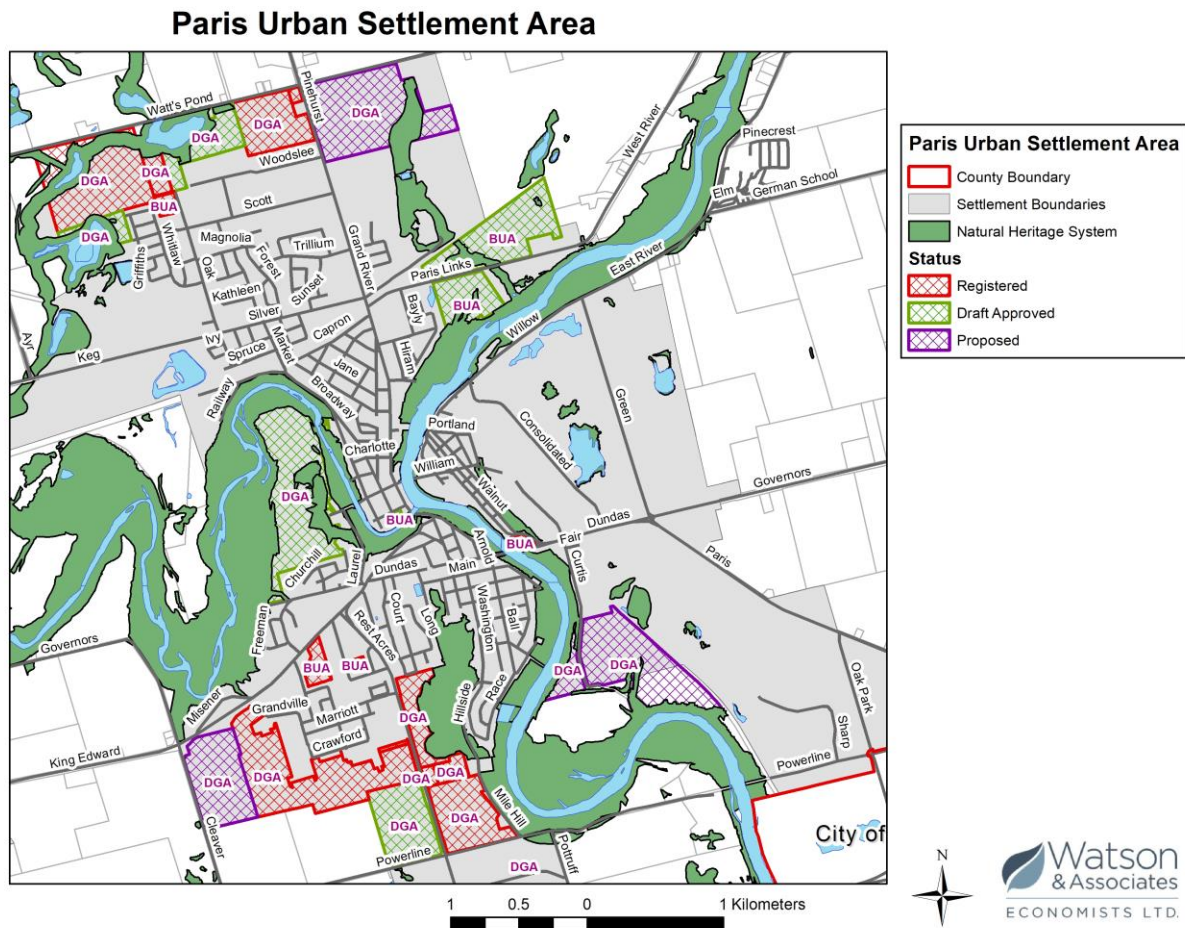 Paris Urban Settlement Area
Watt's Pond
Pinehurst
DGA
DGA
DGA
Woodslee
West River
Pinecrest
DGA
DGA
BUA
Scott
Elm
German School
DGA
Griffiths
Whitlaw
Magnolia
Oak
Forest
Trillium
Grand River
BUA
East River
Kathleen
Sunset
Paris Links
Silver
Bayly
BUA
Ayr
Keg
Ivy
Spruce
Market
Capron
Jane
Hiram
Willow
Railway
Broadway
Green
Consolidated
Portland
Charlotte
William
Walnut
Governors
DGA
BUA
Dundas
Fair
BUA
Arnold
Curtis
Paris
Churchill
Laurel
Dundas
Main
Freeman
Rest Acres
Court
Long
Washington
Ball
Governors
BUA
BUA
DGA
DGA
Oak Park
Misener
Grandville
Marriott
Crawford
DGA
Hillside
Race
Sharp
King Edward
DGA
DGA
DGA
DGA
Powerline
Cleaver
DGA
DGA
Mile Hill
Powerline
Pottruff
DGA
City of
Paris Urban Settlement Area
County Boundary
Settlement Boundaries
Natural Heritage System
Status
Registered
Draft Approved
Proposed
1 0.5 0 1 Kilometers
N
Watson
& Associates
ECONOMISTS LTD.